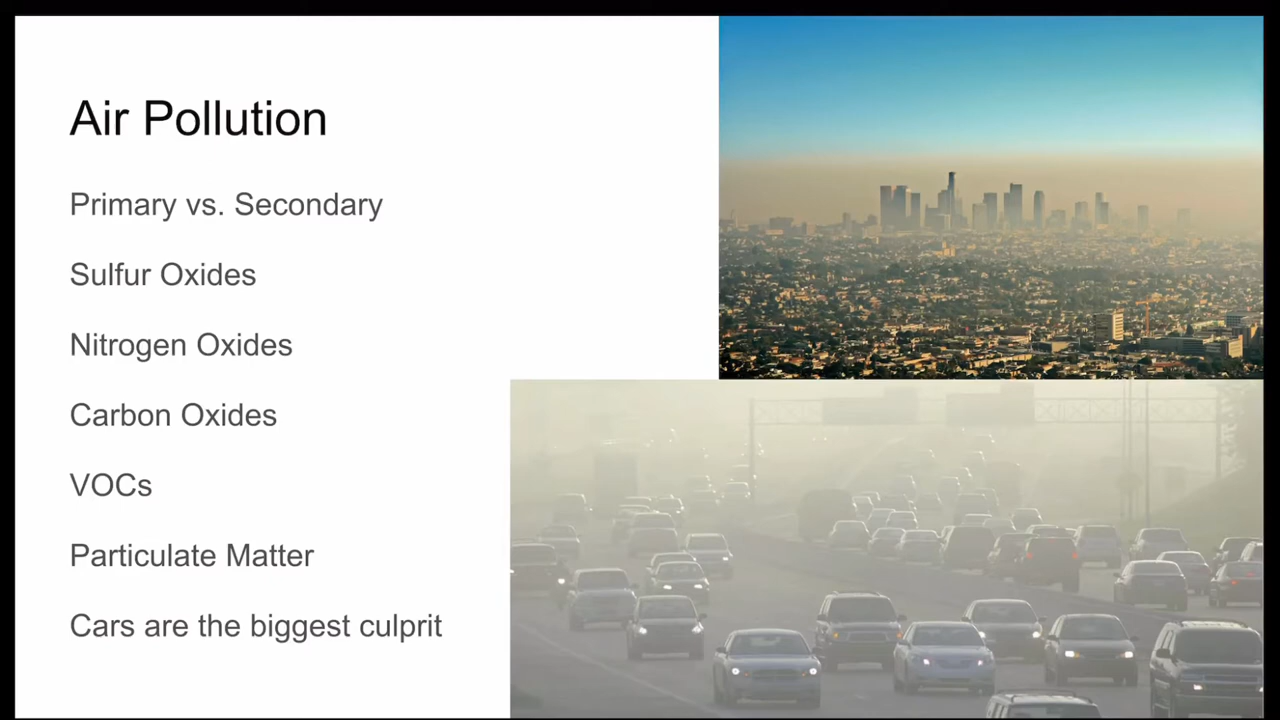 Air Pollution
Primary vs. Secondary
Sulfur Oxides
Nitrogen Oxides
Carbon Oxides
VOCs
Particulate Matter
Cars are the biggest culprit